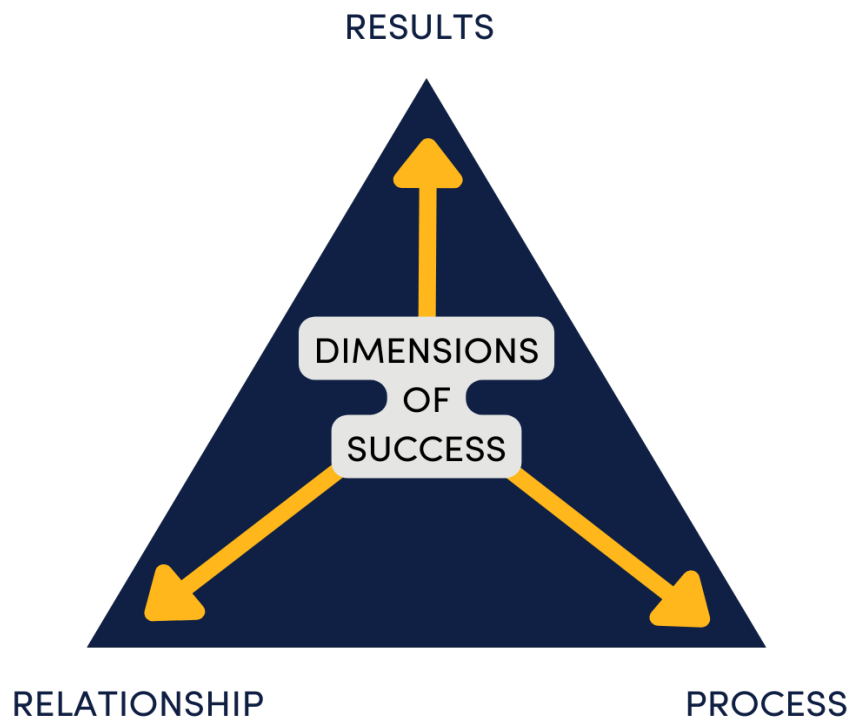 RESULTS
DIMENSIONS
OF
SUCCESS
RELATIONSHIP
PROCESS